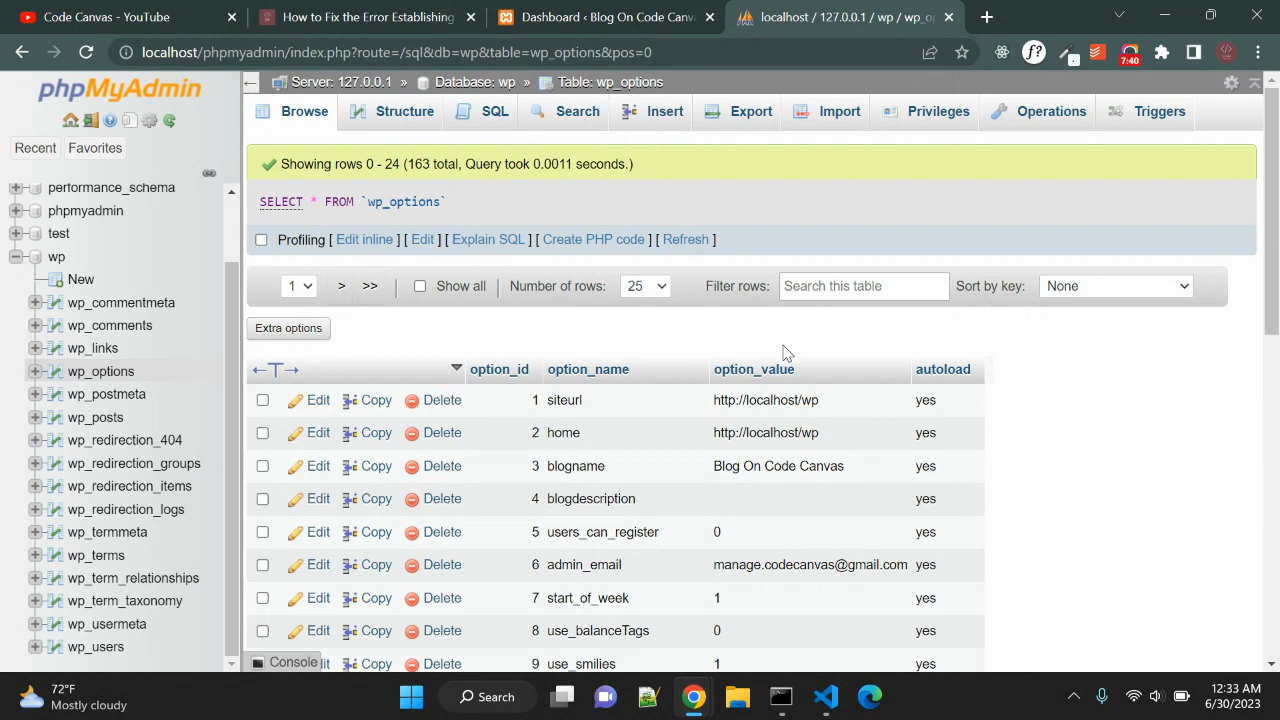 Code Canvas - YouTube
How to Fix the Error Establishing
Dashboard ‹ Blog On Code Canv
localhost / 127.0.0.1 / wp / wp_o
localhost/phpmyadmin/index.php?route=/sql&db=wp&table=wp_options&pos=0
f?
7:40
phpMyAdmin
Recent
Favorites
performance_schema
phpmyadmin
test
wp
New
wp_commentmeta
wp_comments
wp_links
wp_options
wp_postmeta
wp_posts
wp_redirection_404
wp_redirection_groups
wp_redirection_items
wp_redirection_logs
wp_termmeta
wp_terms
wp_term_relationships
wp_term_taxonomy
wp_usermeta
wp_users
Server: 127.0.0.1 » Database: wp » Table: wp_options
Browse Structure SQL Search Insert Export Import Privileges Operations Triggers
Showing rows 0 - 24 (163 total, Query took 0.0011 seconds.)
SELECT * FROM `wp_options`
Profiling [ Edit inline ] [ Edit ] [ Explain SQL ] [ Create PHP code ] [ Refresh ]
1 > >> | Show all | Number of rows: 25 Filter rows: Search this table Sort by key: None
Extra options
←T→ option_id option_name option_value autoload
Edit Copy Delete 1 siteurl http://localhost/wp yes
Edit Copy Delete 2 home http://localhost/wp yes
Edit Copy Delete 3 blogname Blog On Code Canvas yes
Edit Copy Delete 4 blogdescription yes
Edit Copy Delete 5 users_can_register 0 yes
Edit Copy Delete 6 admin_email manage.codecanvas@gmail.com yes
Edit Copy Delete 7 start_of_week 1 yes
Edit Copy Delete 8 use_balanceTags 0 yes
Copy Delete 9 use_smilies 1 yes
Console
72°F
Mostly cloudy
Search
12:33 AM
6/30/2023